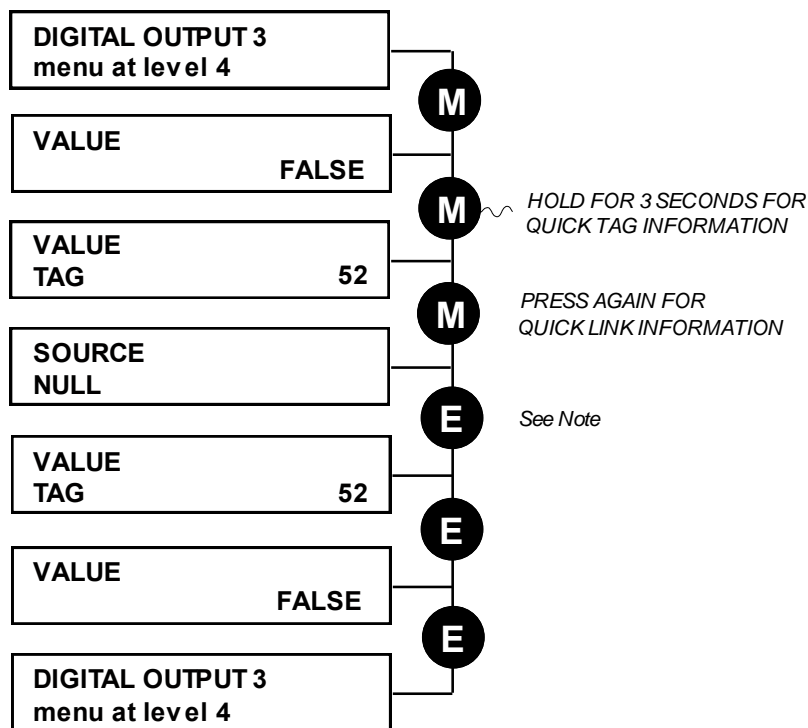 DIGITAL OUTPUT 3
menu at level 4
M
VALUE
FALSE
M
HOLD FOR 3 SECONDS FOR
QUICK TAG INFORMATION
VALUE
TAG 52
M
PRESS AGAIN FOR
QUICK LINK INFORMATION
SOURCE
NULL
E
See Note
VALUE
TAG 52
E
VALUE
FALSE
E
DIGITAL OUTPUT 3
menu at level 4